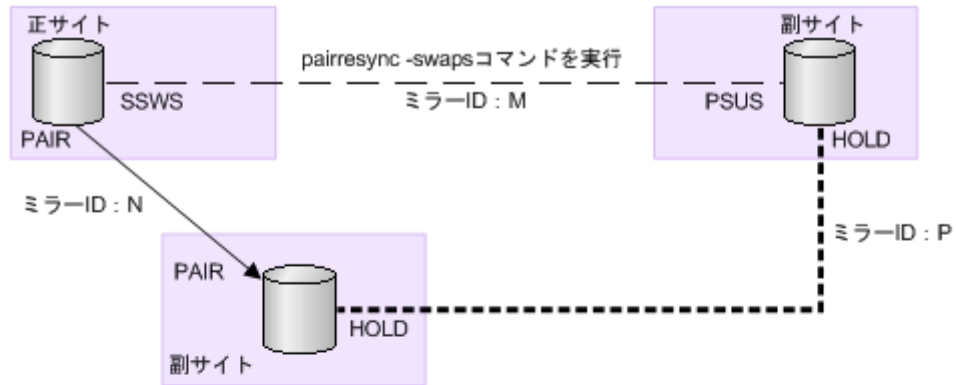 正サイト
副サイト
pairresync -swapsコマンドを実行
SSWS
ミラーID：M
PSUS
PAIR
HOLD
ミラーID：N
ミラーID：P
PAIR
HOLD
副サイト